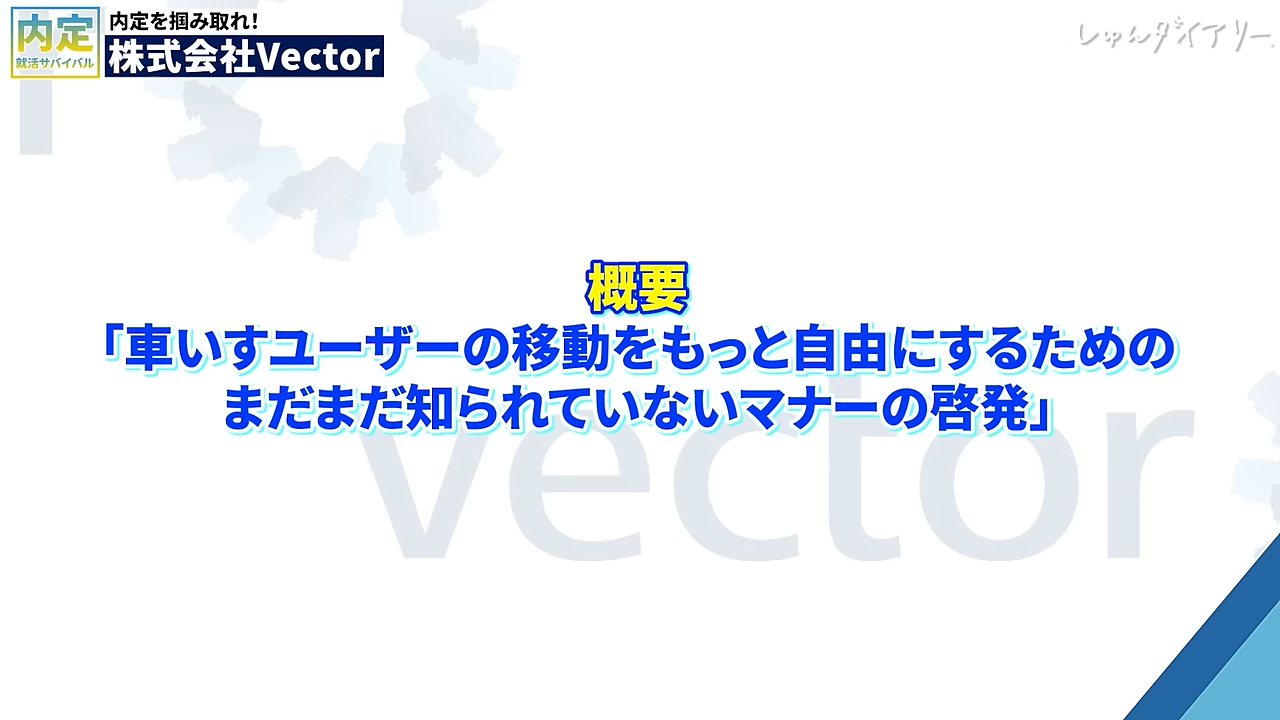 内定
就活サバイバル
内定を掴み取れ!
株式会社Vector
しゅんダイアリー
概要
「車いすユーザーの移動をもっと自由にするための
まだまだ知られていないマナーの啓発」
vector